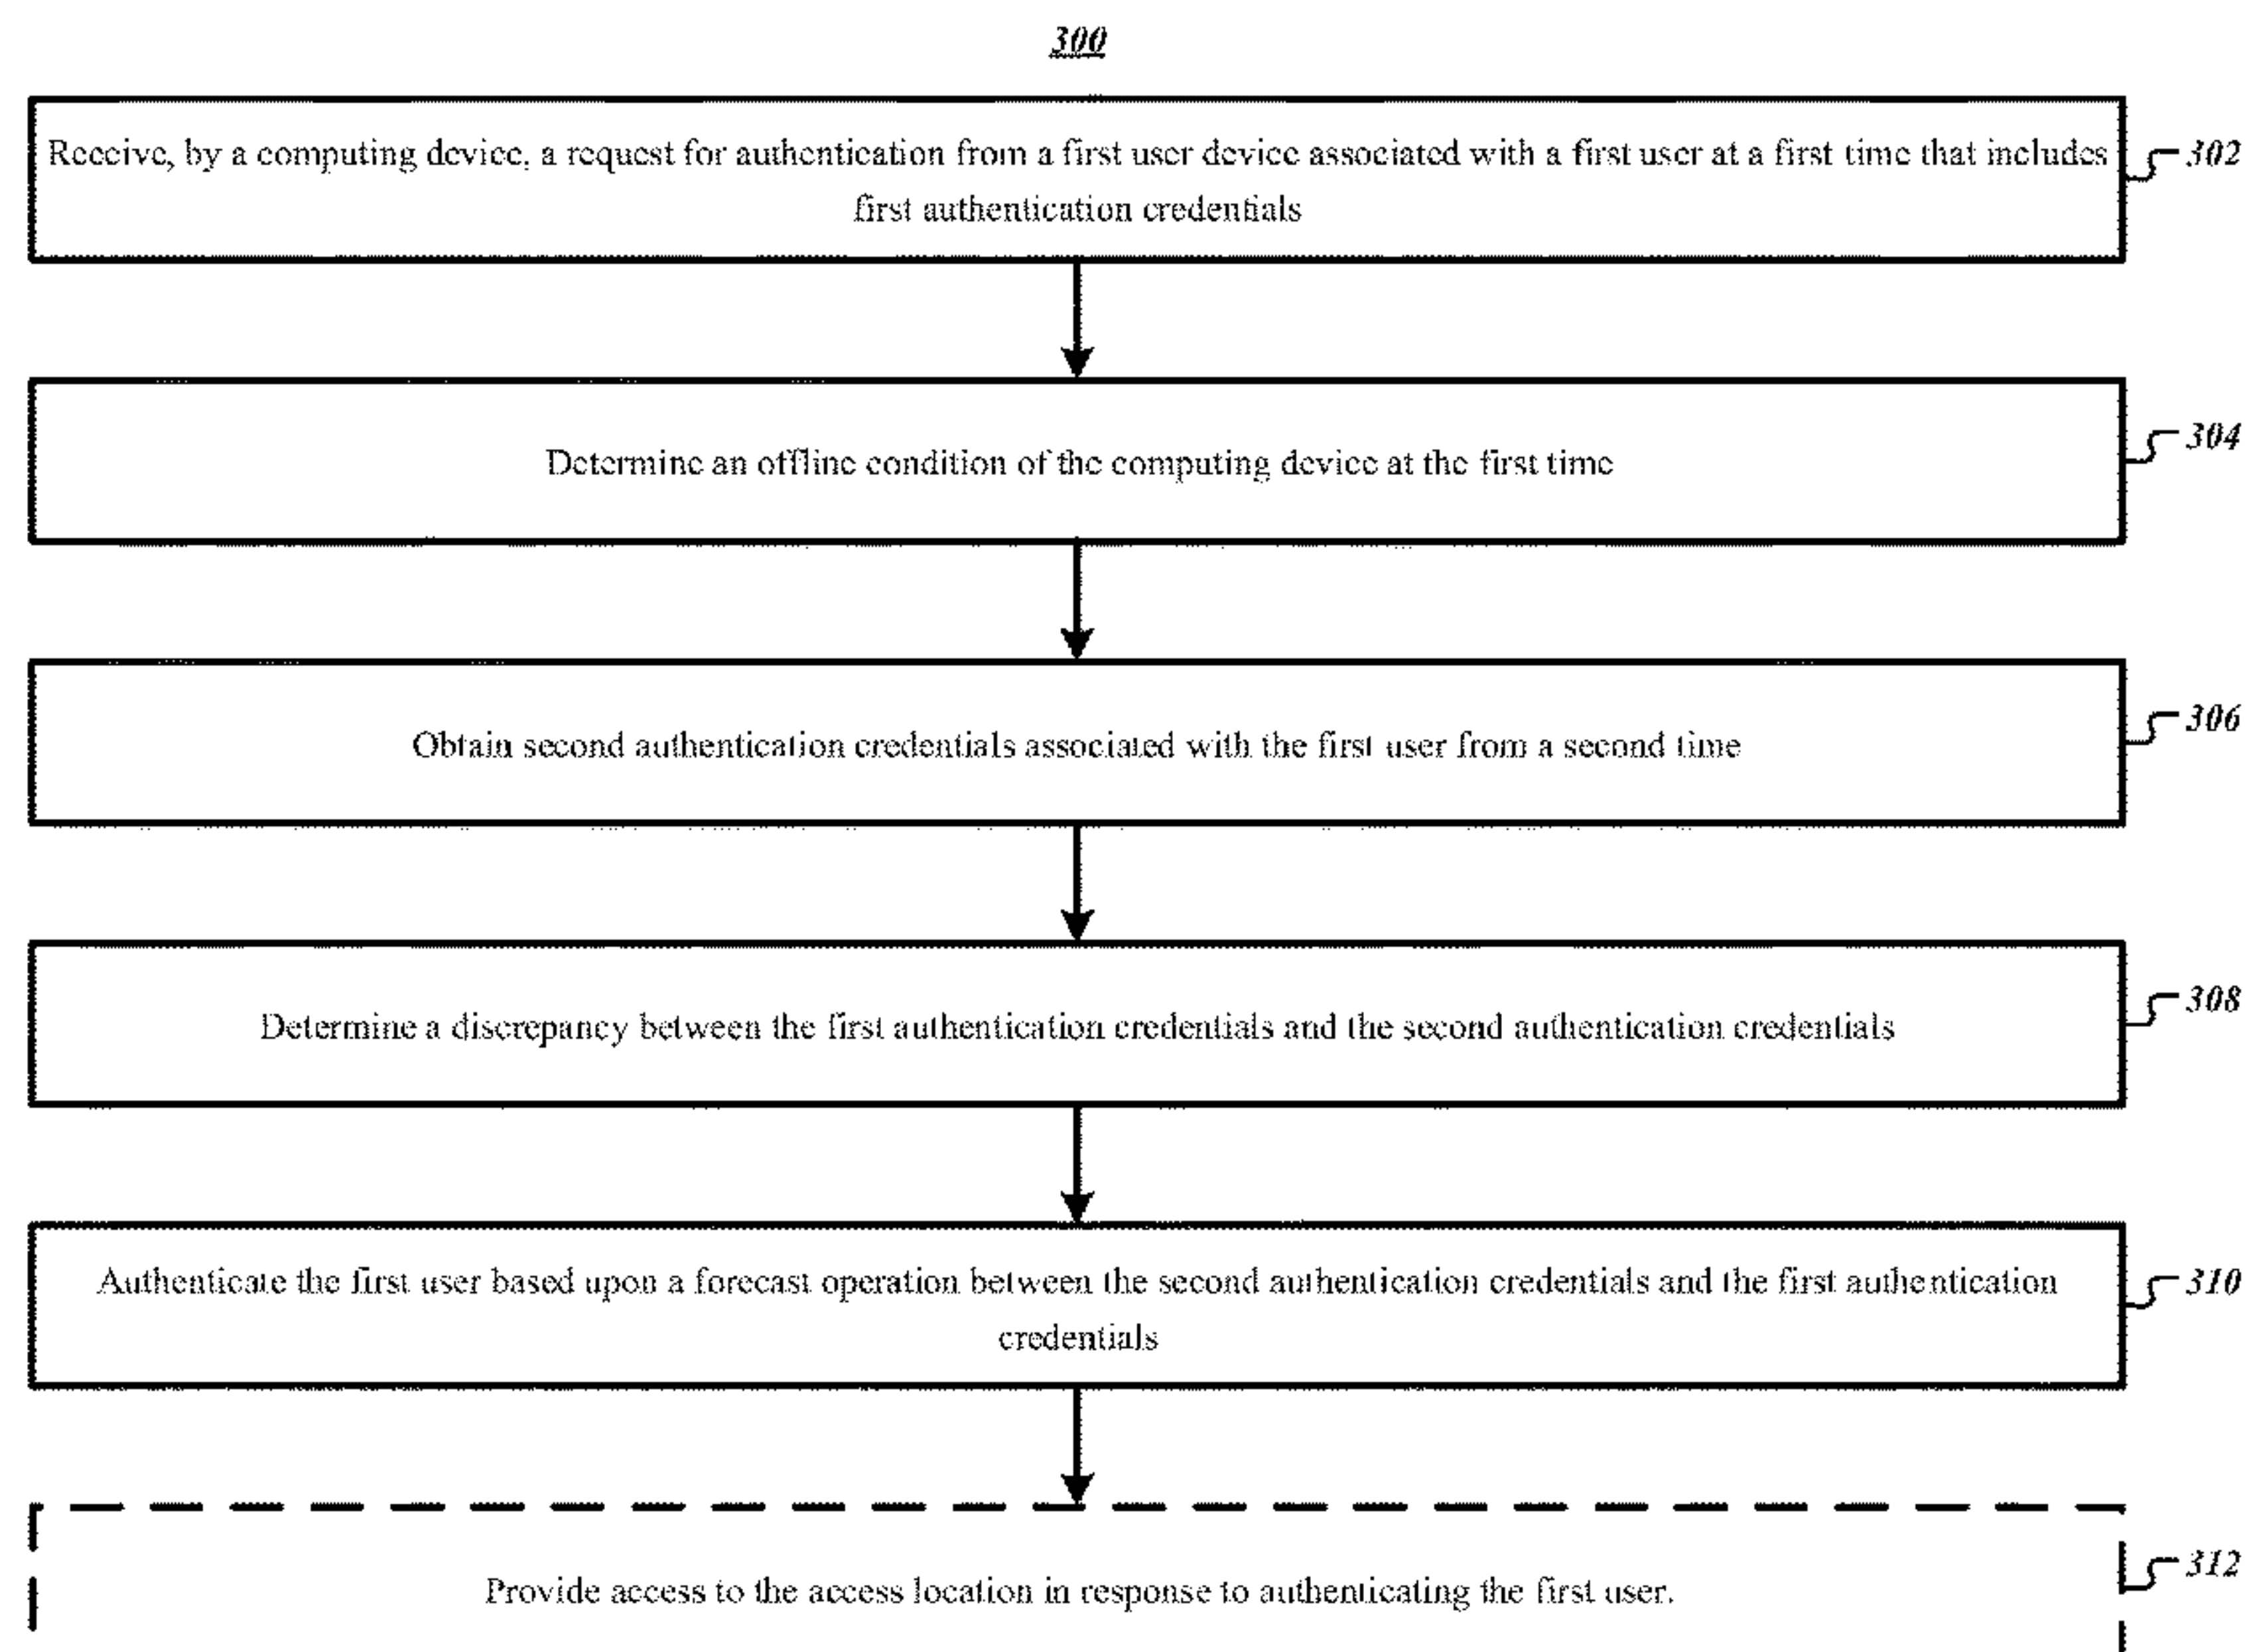 300
Receive, by a computing device, a request for authentication from a first user device associated with a first user at a first time that includes
first authentication credentials
302
Determine an offline condition of the computing device at the first time
304
Obtain second authentication credentials associated with the first user from a second time
306
Determine a discrepancy between the first authentication credentials and the second authentication credentials
308
Authenticate the first user based upon a forecast operation between the second authentication credentials and the first authentication
credentials
310
Provide access to the access location in response to authenticating the first user.
312